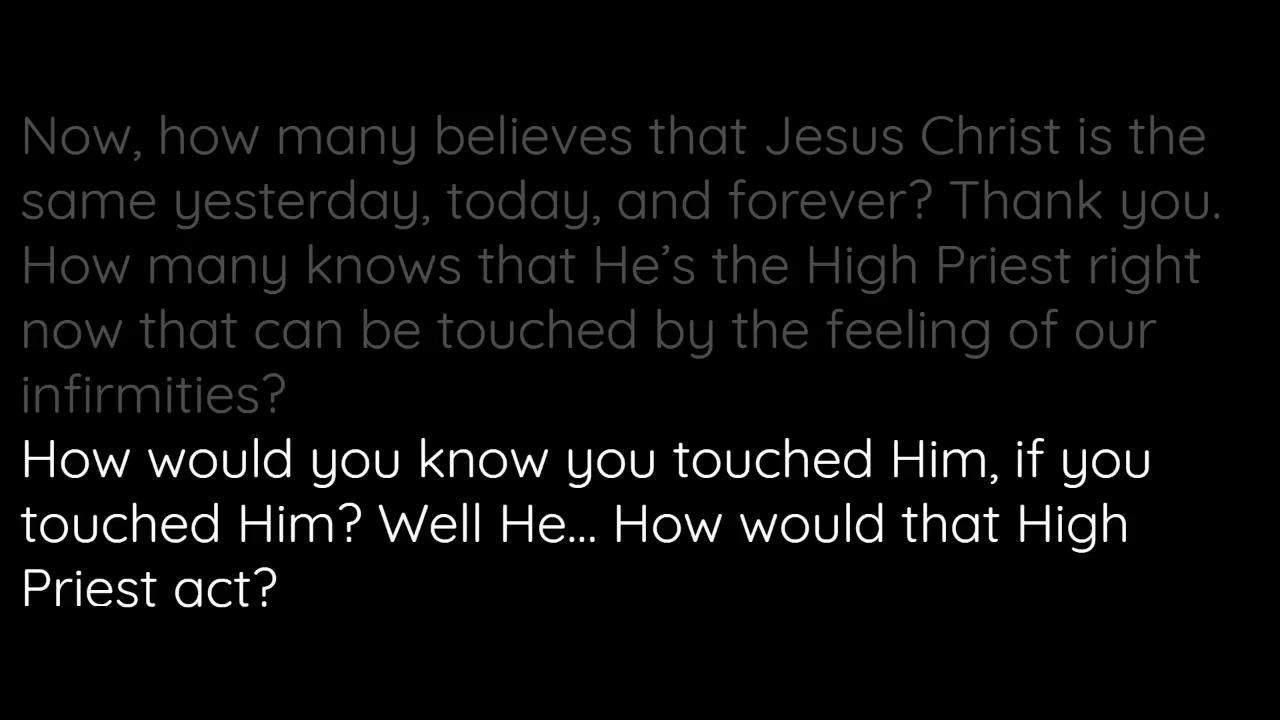 Now, how many believes that Jesus Christ is the
same yesterday, today, and forever? Thank you.
How many knows that He’s the High Priest right
now that can be touched by the feeling of our
infirmities?
How would you know you touched Him, if you
touched Him? Well He... How would that High
Priest act?